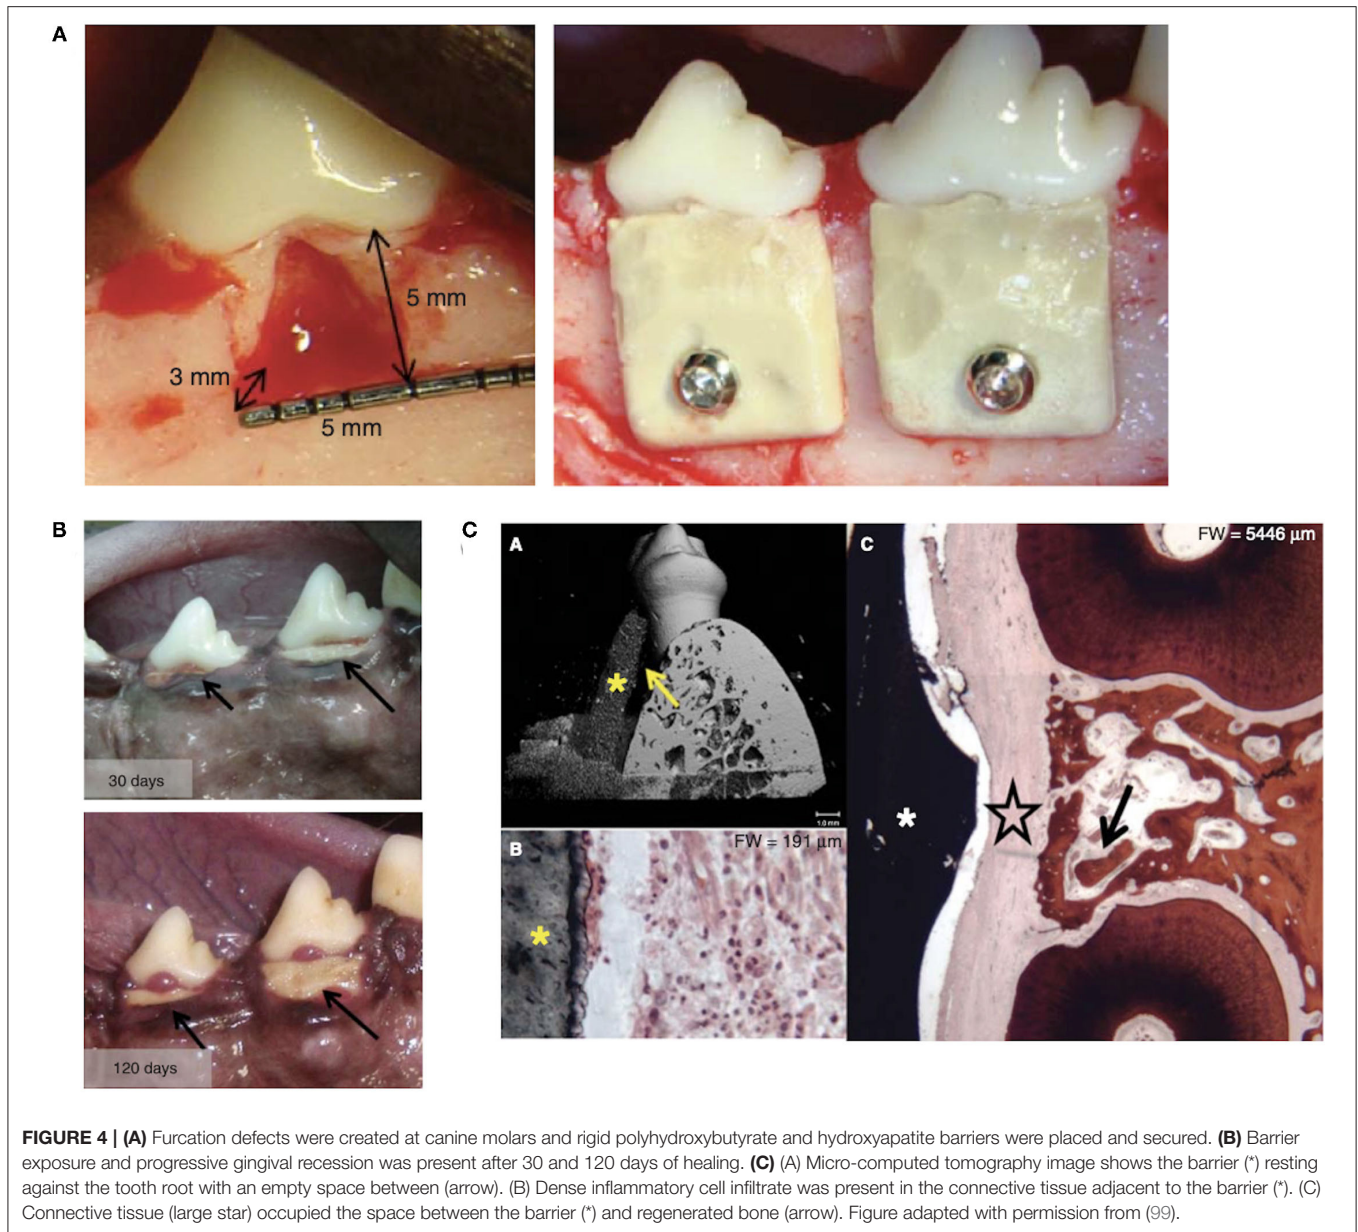 A
5 mm
3 mm
5 mm
B
30 days
120 days
C
A
*
1.0 mm
B
FW = 191 µm
*
C
FW = 5446 µm
*
FIGURE 4 | (A) Furcation defects were created at canine molars and rigid polyhydroxybutyrate and hydroxyapatite barriers were placed and secured. (B) Barrier
exposure and progressive gingival recession was present after 30 and 120 days of healing. (C) (A) Micro-computed tomography image shows the barrier (*) resting
against the tooth root with an empty space between (arrow). (B) Dense inflammatory cell infiltrate was present in the connective tissue adjacent to the barrier (*). (C)
Connective tissue (large star) occupied the space between the barrier (*) and regenerated bone (arrow). Figure adapted with permission from (99).